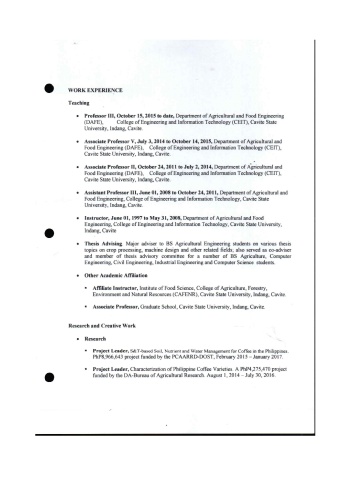 WORK EXPERIENCE
Teaching
• Professor III, October 15, 2015 to date, Department of Agricultural and Food Engineering
(DAFE), College of Engineering and Information Technology (CEIT), Cavite State
University, Indang, Cavite.
• Associate Professor V, July 3, 2014 to October 14, 2015, Department of Agricultural and
Food Engineering (DAFE), College of Engineering and Information Technology (CEIT),
Cavite State University, Indang, Cavite.
• Associate Professor II, October 24, 2011 to July 2, 2014, Department of Agricultural and
Food Engineering (DAFE), College of Engineering and Information Technology (CEIT),
Cavite State University, Indang, Cavite.
• Assistant Professor III, June 01, 2008 to October 24, 2011, Department of Agricultural and
Food Engineering, College of Engineering and Information Technology, Cavite State
University, Indang, Cavite.
• Instructor, June 01, 1997 to May 31, 2008, Department of Agricultural and Food
Engineering, College of Engineering and Information Technology, Cavite State University,
Indang, Cavite
• Thesis Advising. Major adviser to BS Agricultural Engineering students on various thesis
topics on crop processing, machine design and other related fields, also served as co-adviser
and member of thesis advisory committee for a number of BS Agriculture, Computer
Engineering, Civil Engineering, Industrial Engineering and Computer Science students.
• Other Academic Affiliation
• Affiliate Instructor, Institute of Food Science, College of Agriculture, Forestry,
Environment and Natural Resources (CAFENR), Cavite State University, Indang, Cavite.
• Associate Professor, Graduate School, Cavite State University, Indang, Cavite.
Research and Creative Work
• Research
• Project Leader, S&T-based Soil, Nutrient and Water Management for Coffee in the Philippines.
PhP8,966,643 project funded by the PCAARRD-DOST, February 2015 – January 2017.
• Project Leader, Characterization of Philippine Coffee Varieties. A PhP4,275,470 project
funded by the DA-Bureau of Agricultural Research. August 1, 2014 – July 30, 2016.